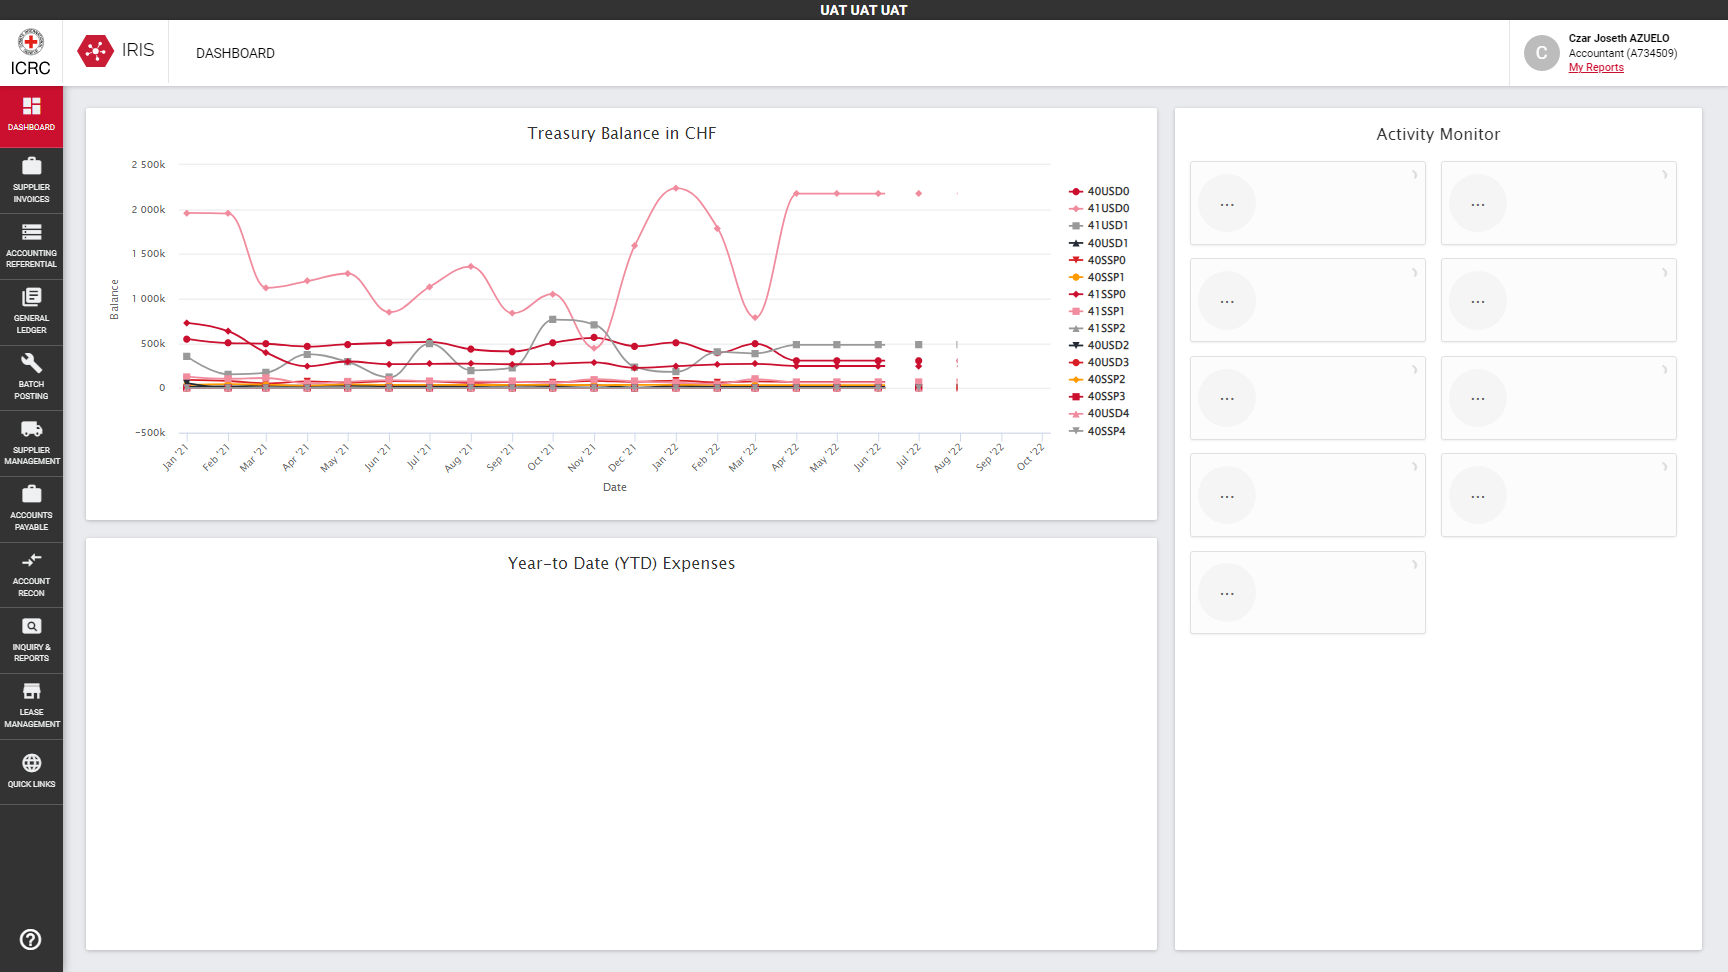 UAT UAT UAT
ICRC
IRIS
DASHBOARD
C
Czar Joseth AZUELO
Accountant (A734509)
My Reports
DASHBOARD
SUPPLIER
INVOICES
ACCOUNTING
REFERENTIAL
GENERAL
LEDGER
BATCH
POSTING
SUPPLIER
MANAGEMENT
ACCOUNTS
PAYABLE
ACCOUNT
RECON
INQUIRY &
REPORTS
LEASE
MANAGEMENT
QUICK LINKS
Treasury Balance in CHF
2 500k
2 000k
1 500k
1 000k
500k
0
-500k
Balance
Jan '21
Feb '21
Mar '21
Apr '21
May '21
Jun '21
Jul '21
Aug '21
Sep '21
Oct '21
Nov '21
Dec '21
Jan '22
Feb '22
Mar '22
Apr '22
May '22
Jun '22
Jul '22
Aug '22
Sep '22
Oct '22
Date
40USD0
41USD0
41USD1
40USD1
40SSP0
40SSP1
41SSP0
41SSP1
41SSP2
40USD2
40USD3
40SSP2
40SSP3
40USD4
40SSP4
Year-to Date (YTD) Expenses
Activity Monitor
...
...
...
...
...
...
...
...
...